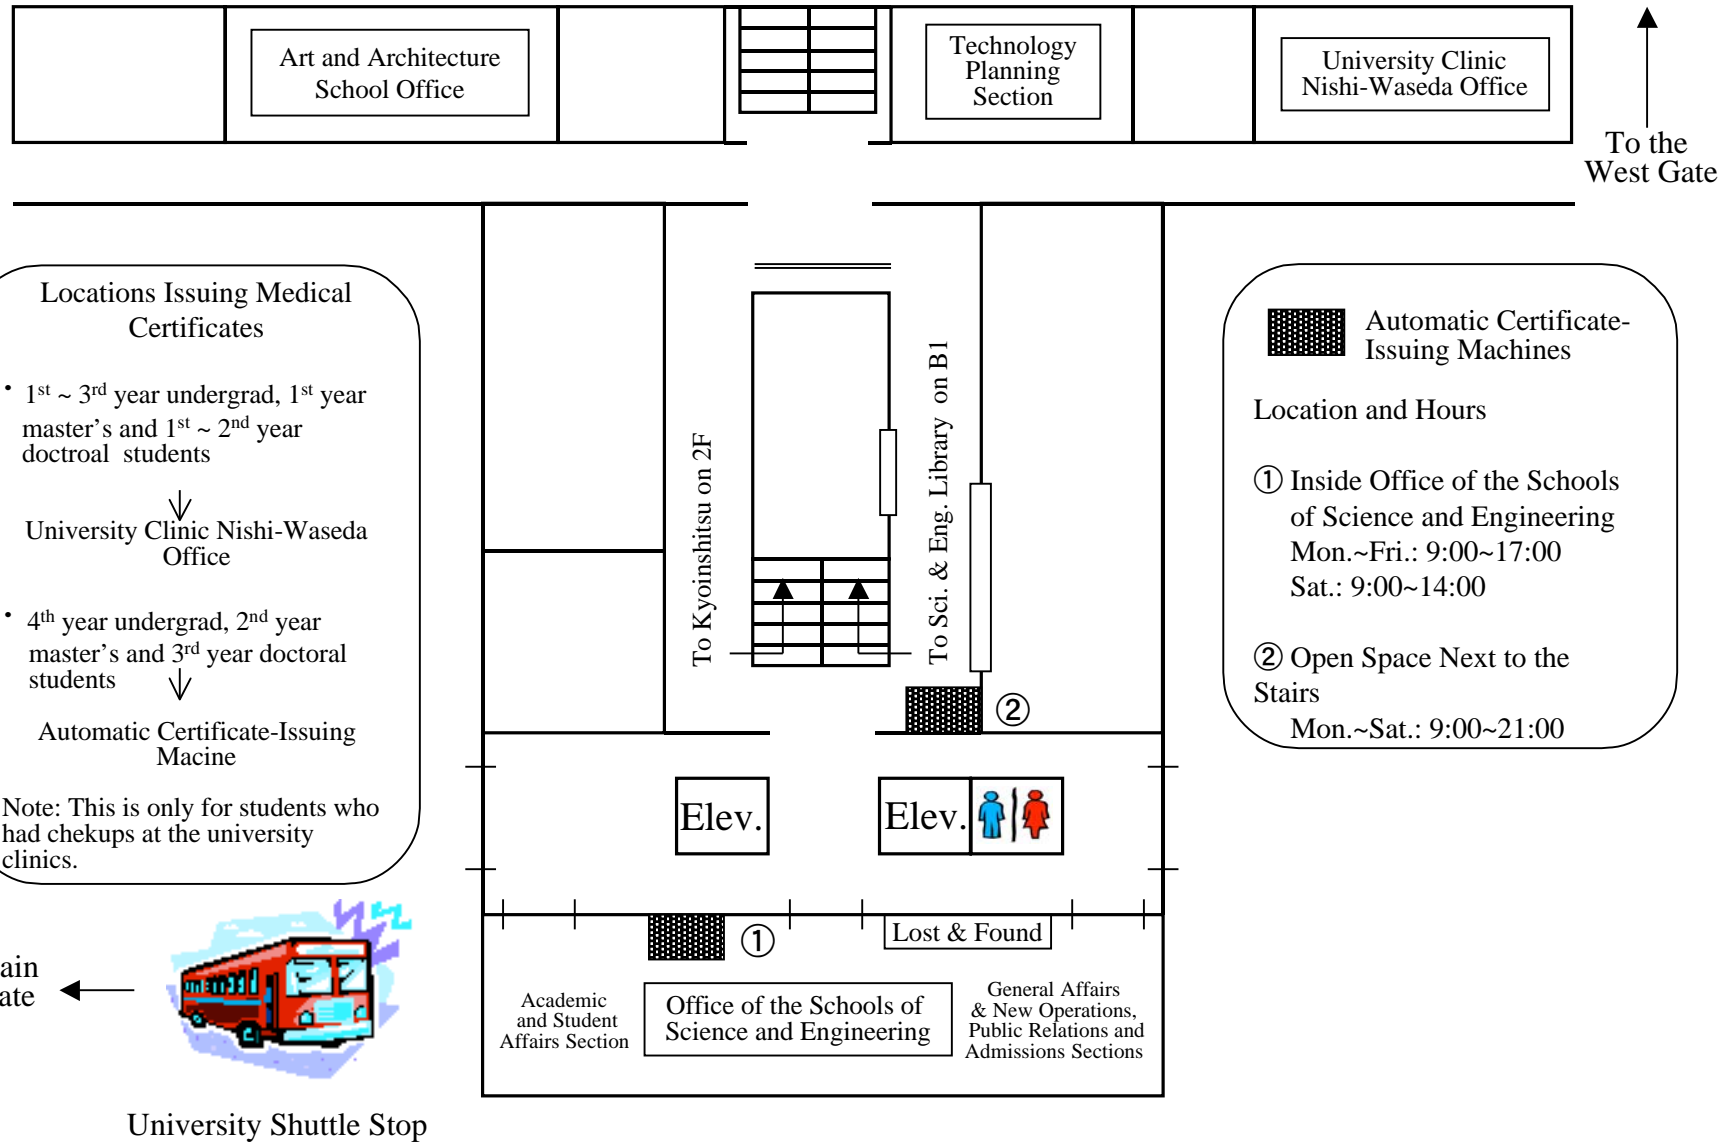 Art and Architecture
School Office
Technology
Planning
Section
University Clinic
Nishi-Waseda Office
To the
West Gate
Locations Issuing Medical
Certificates
・ 1st ~ 3rd year undergrad, 1st year
master's and 1st ~ 2nd year
doctroal students
University Clinic Nishi-Waseda
Office
・ 4th year undergrad, 2nd year
master's and 3rd year doctoral
students
Automatic Certificate-Issuing
Macine
Note: This is only for students who
had chekups at the university
clinics.
To Kyoinshitsu on 2F
To Sci. & Eng. Library on B1
②
Automatic Certificate-
Issuing Machines
Location and Hours
① Inside Office of the Schools
of Science and Engineering
Mon.~Fri.: 9:00~17:00
Sat.: 9:00~14:00
② Open Space Next to the
Stairs
Mon.~Sat.: 9:00~21:00
Elev.
Elev.
①
Lost & Found
ain
ate
Academic
and Student
Affairs Section
Office of the Schools of
Science and Engineering
General Affairs
& New Operations,
Public Relations and
Admissions Sections
University Shuttle Stop